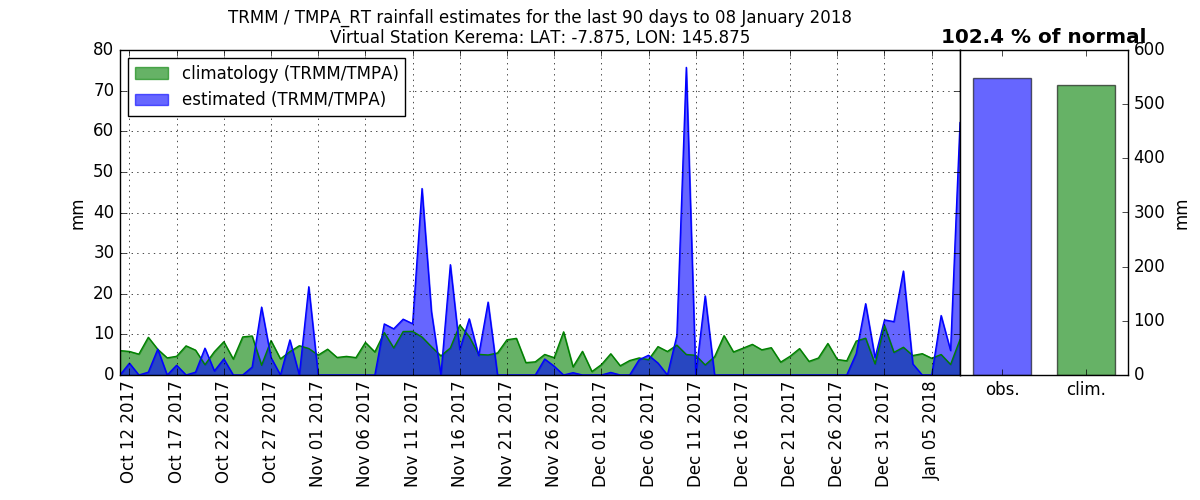 TRMM / TMPA_RT rainfall estimates for the last 90 days to 08 January 2018
Virtual Station Kerema: LAT: -7.875, LON: 145.875
102.4 % of normal
climatology (TRMM/TMPA)
estimated (TRMM/TMPA)
80
70
60
50
40
30
20
10
0
mm
600
500
400
300
200
100
0
mm
obs.
clim.
Oct 12 2017
Oct 17 2017
Oct 22 2017
Oct 27 2017
Nov 01 2017
Nov 06 2017
Nov 11 2017
Nov 16 2017
Nov 21 2017
Nov 26 2017
Dec 01 2017
Dec 06 2017
Dec 11 2017
Dec 16 2017
Dec 21 2017
Dec 26 2017
Dec 31 2017
Jan 05 2018